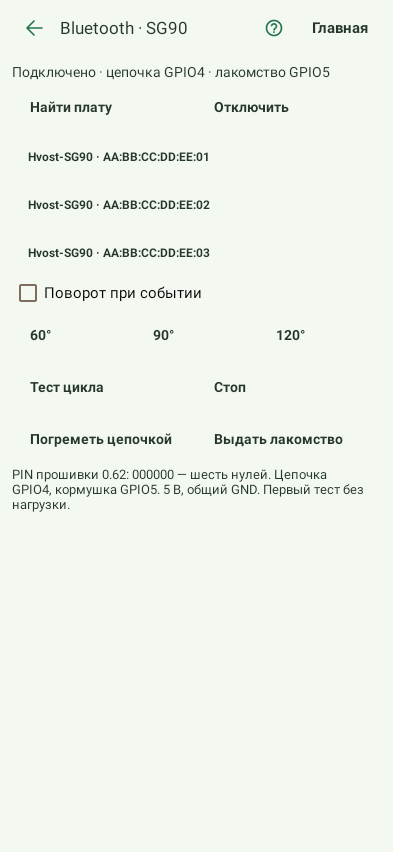 Bluetooth · SG90
Главная
Подключено · цепочка GPIO4 · лакомство GPIO5
Найти плату
Отключить
Hvost-SG90 · AA:BB:CC:DD:EE:01
Hvost-SG90 · AA:BB:CC:DD:EE:02
Hvost-SG90 · AA:BB:CC:DD:EE:03
Поворот при событии
60°
90°
120°
Тест цикла
Стоп
Погреметь цепочкой
Выдать лакомство
PIN прошивки 0.62: 000000 — шесть нулей. Цепочка
GPIO4, кормушка GPIO5. 5 В, общий GND. Первый тест без
нагрузки.